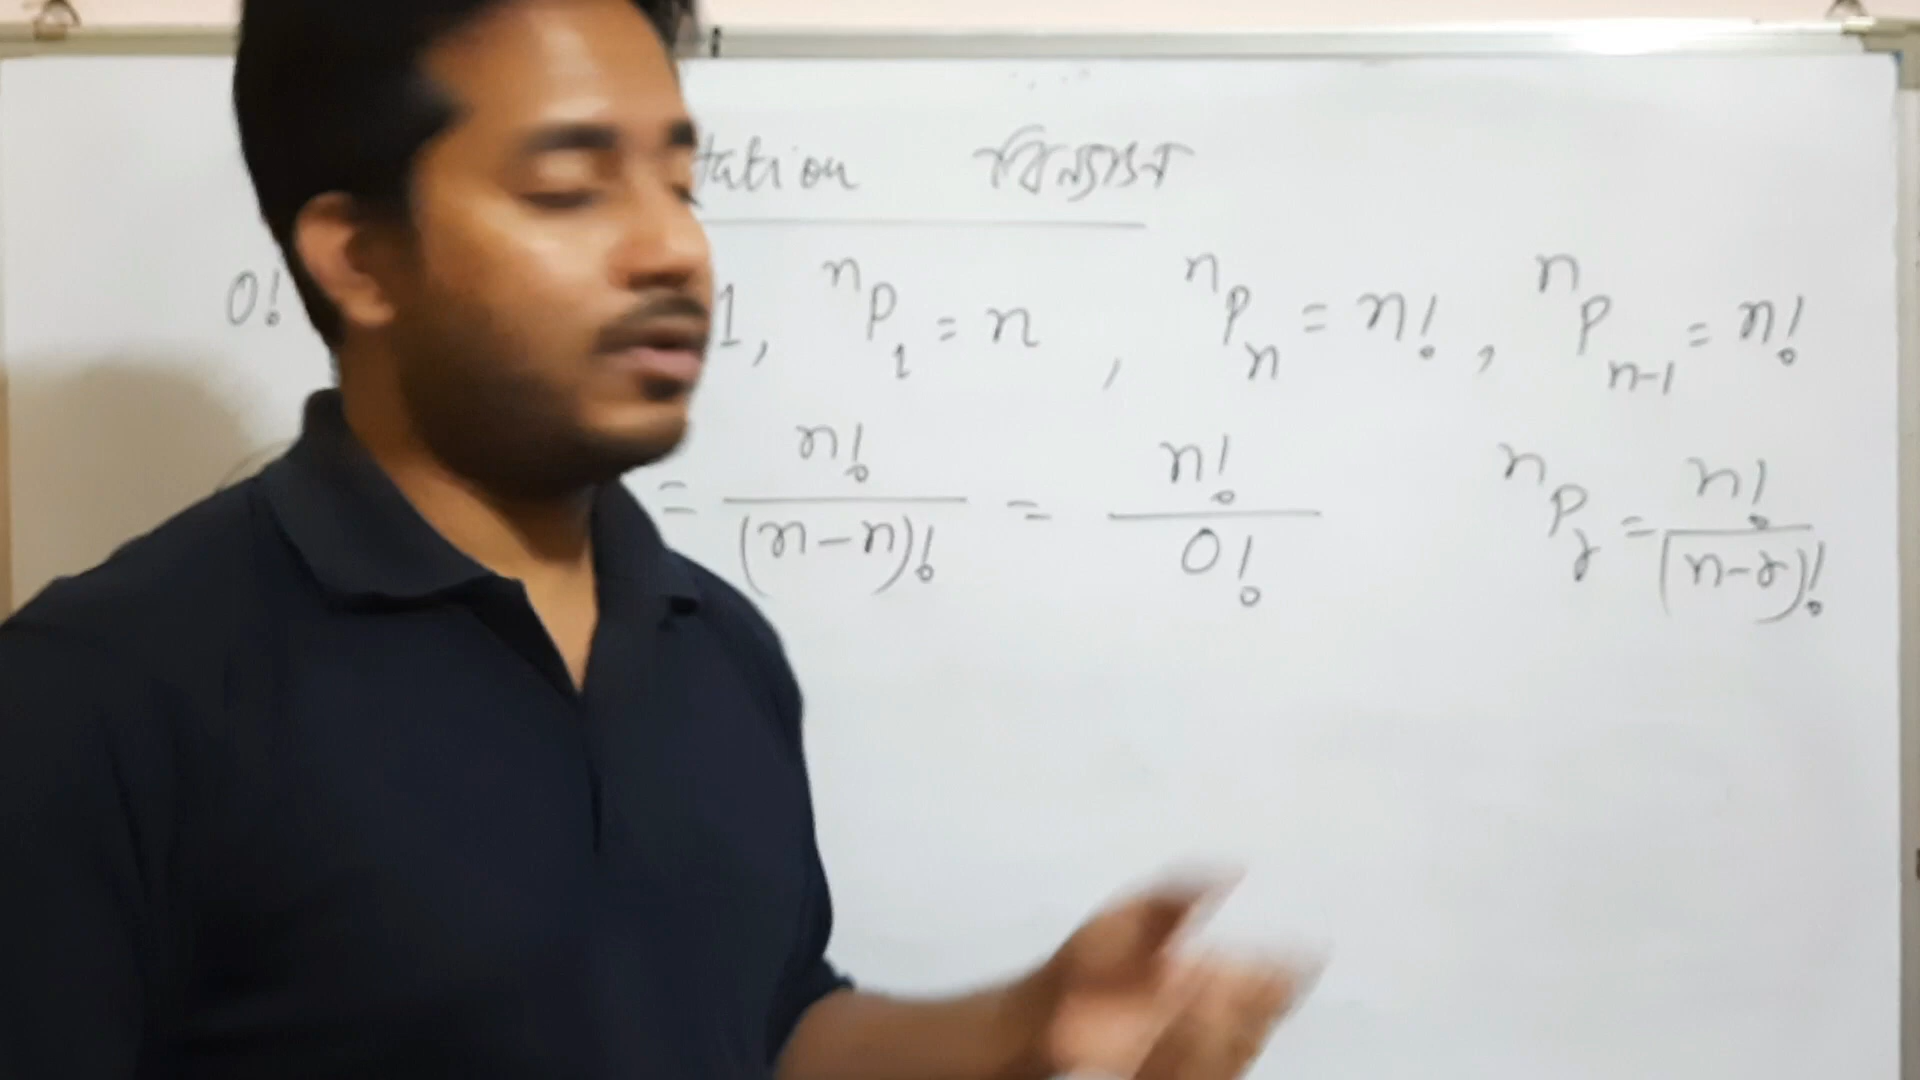 tation বিন্যাস
0! 1, ⁿP₁ = n , ⁿPₙ = n! , ⁿPₙ₋₁ = n!
= n!/(n-n)! = n!/0! ⁿPᵣ = n!/(n-r)!